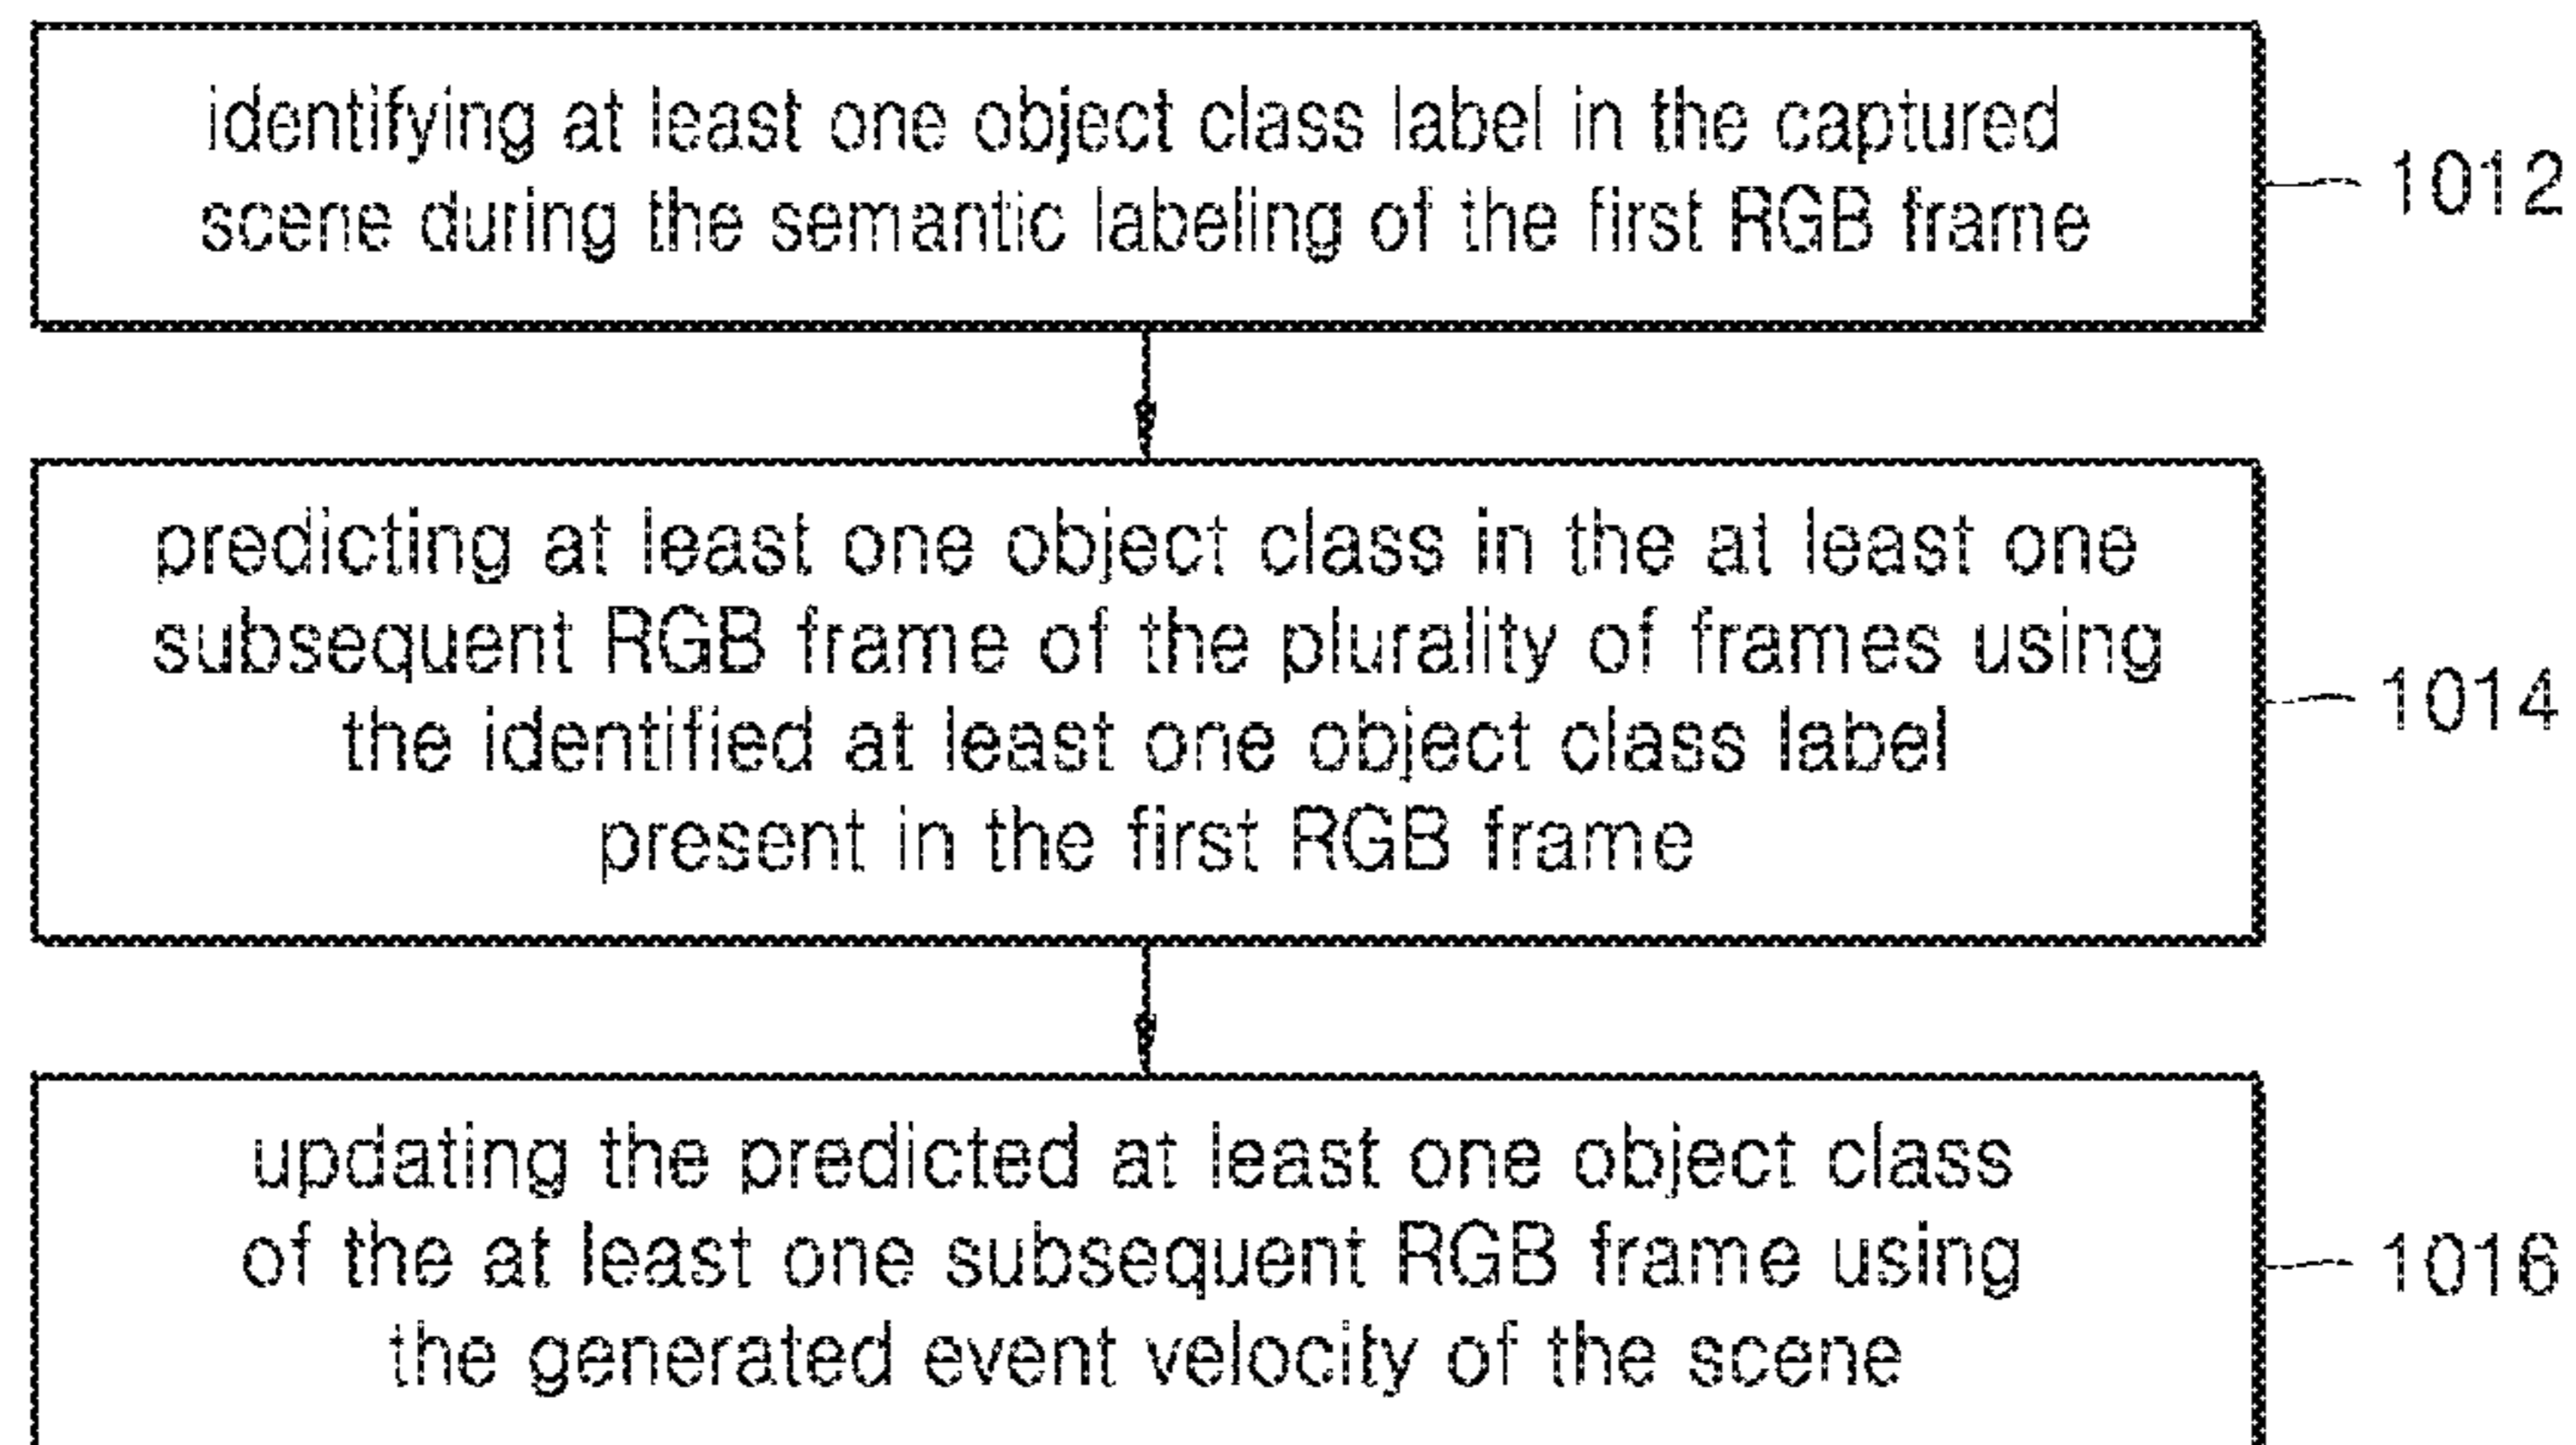 identifying at least one object class label in the captured
scene during the semantic labeling of the first RGB frame
1012
predicting at least one object class in the at least one
subsequent RGB frame of the plurality of frames using
the identified at least one object class label
present in the first RGB frame
1014
updating the predicted at least one object class
of the at least one subsequent RGB frame using
the generated event velocity of the scene
1016